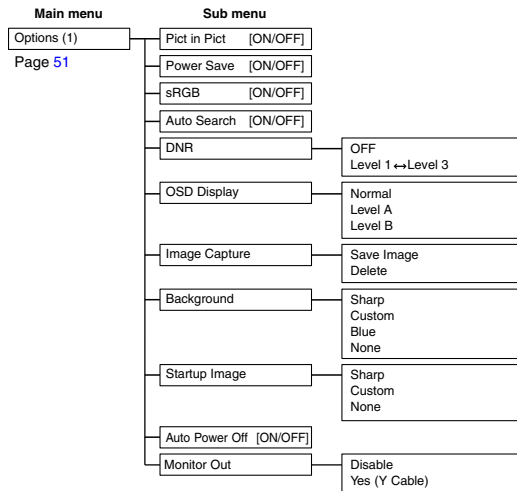 Main menu
Sub menu
Options (1)
Page 51
Pict in Pict [ON/OFF]
Power Save [ON/OFF]
sRGB [ON/OFF]
Auto Search [ON/OFF]
DNR
OFF
Level 1↔Level 3
OSD Display
Normal
Level A
Level B
Image Capture
Save Image
Delete
Background
Sharp
Custom
Blue
None
Startup Image
Sharp
Custom
None
Auto Power Off [ON/OFF]
Monitor Out
Disable
Yes (Y Cable)